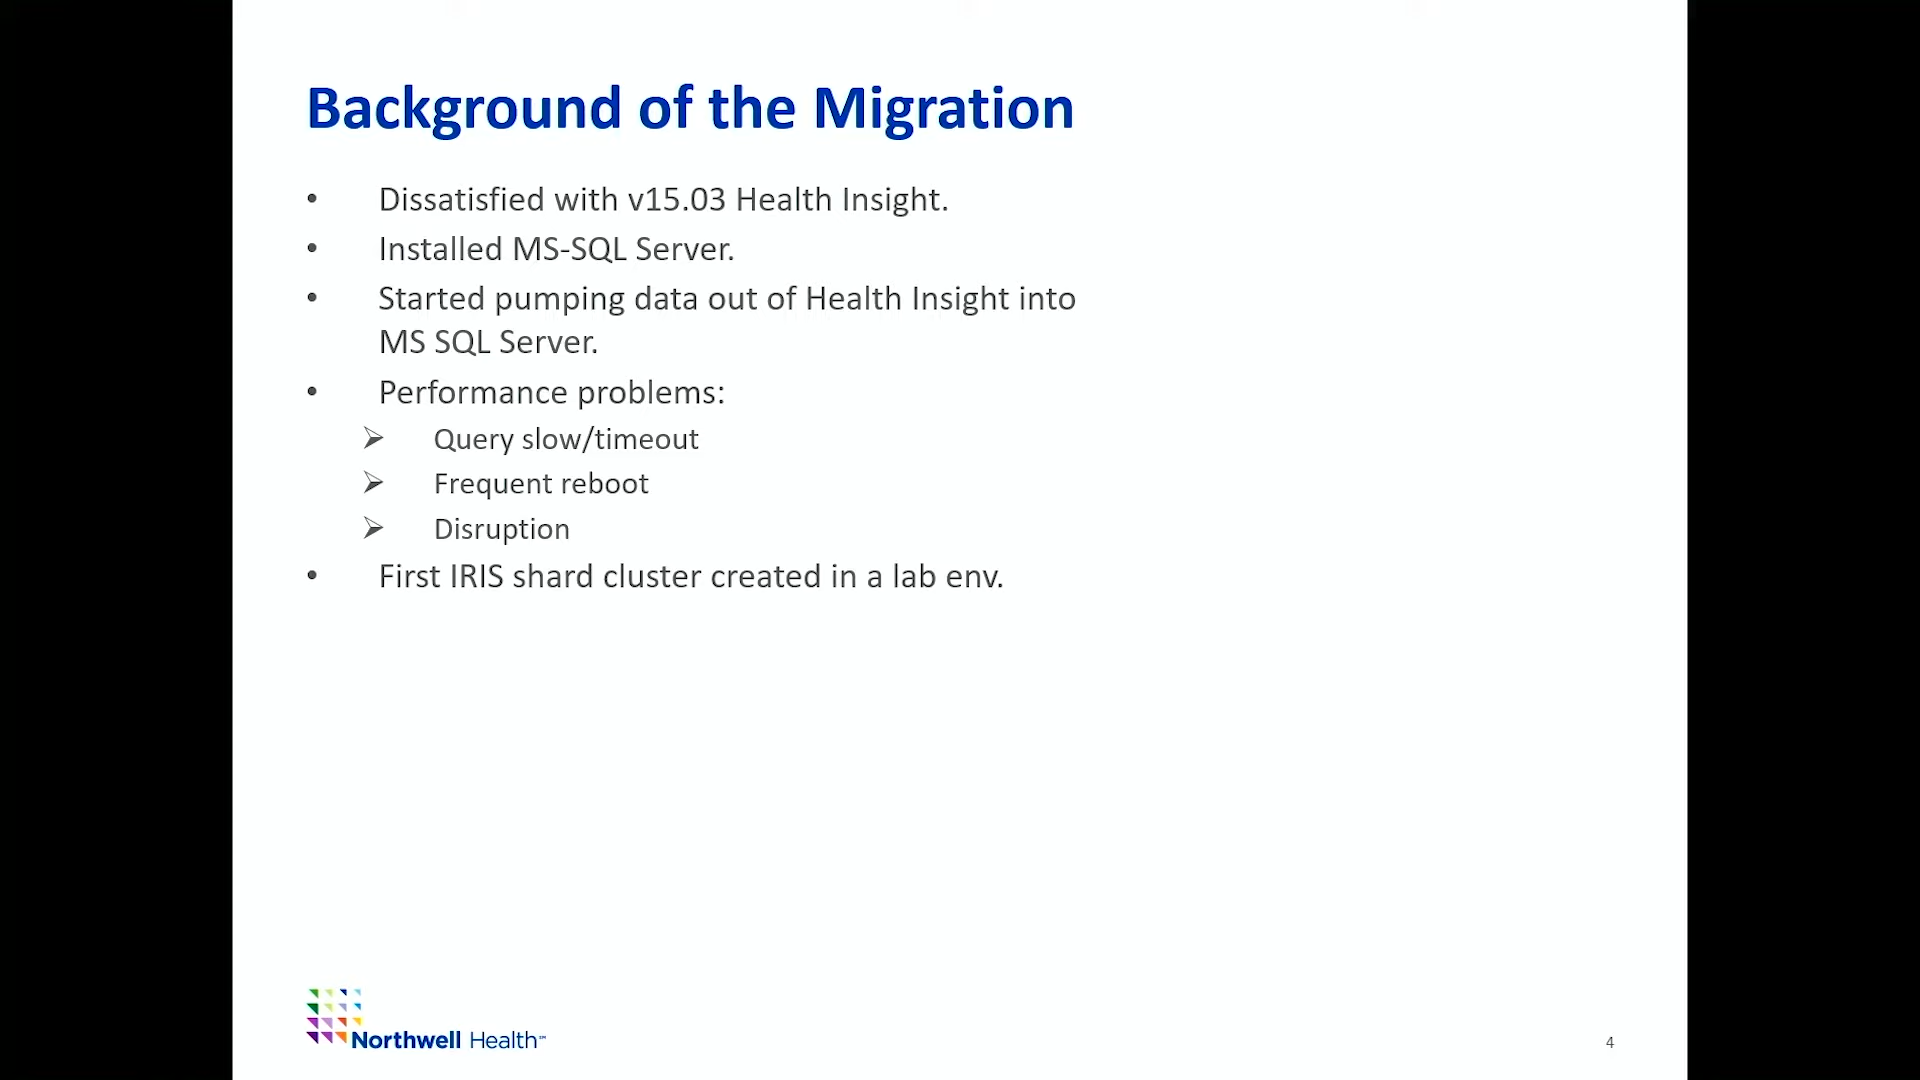 Background of the Migration
• Dissatisfied with v15.03 Health Insight.
• Installed MS-SQL Server.
• Started pumping data out of Health Insight into
MS SQL Server.
• Performance problems:
➢ Query slow/timeout
➢ Frequent reboot
➢ Disruption
• First IRIS shard cluster created in a lab env.
Northwell Health℠
4